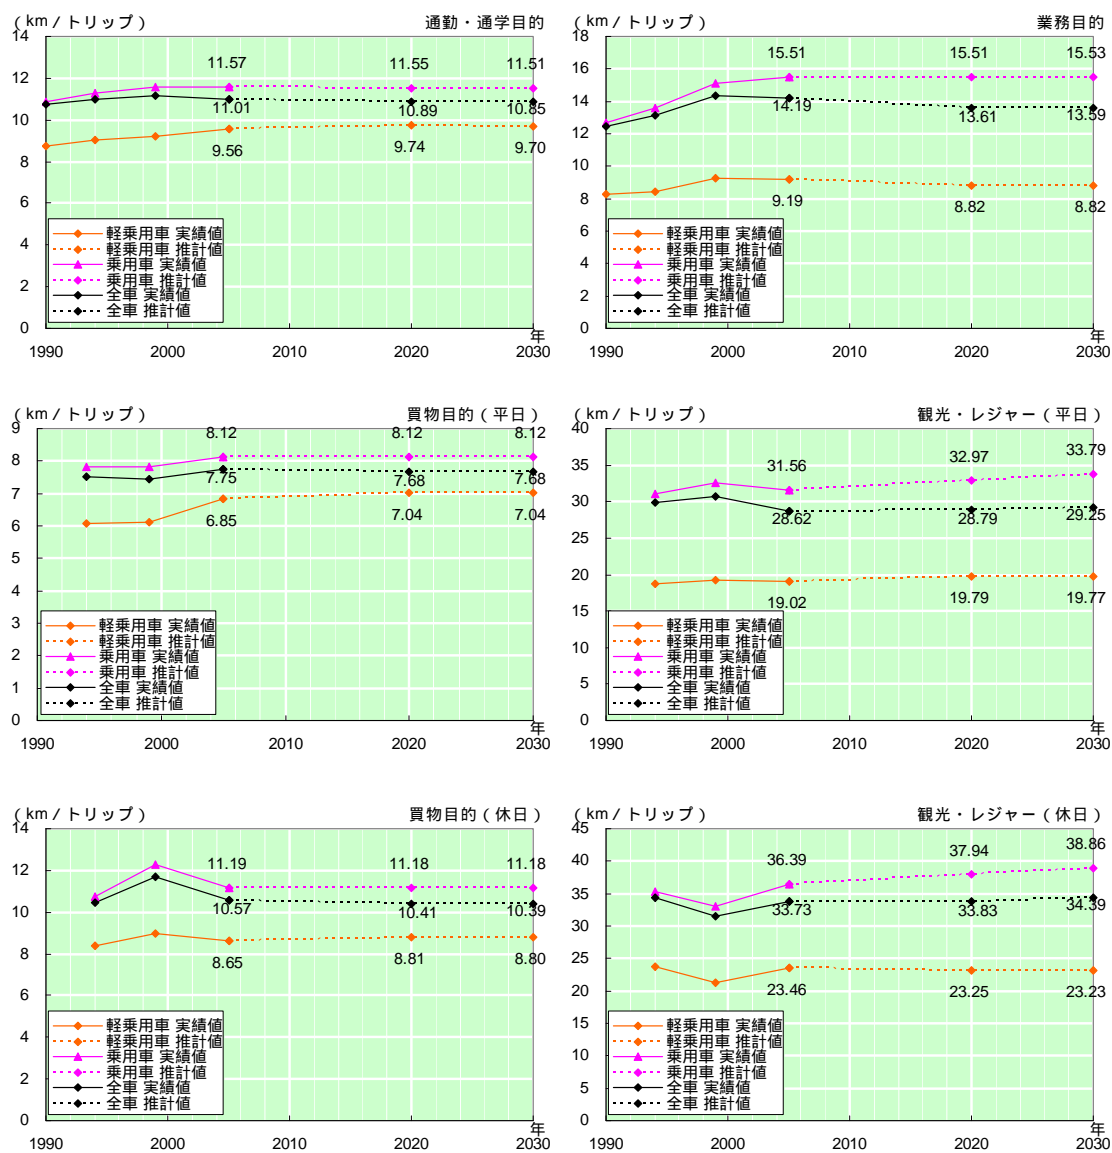 (km/トリップ) 通勤・通学目的
14
12
10
8
6
4
2
0
11.57 11.55 11.51
11.01 10.89 10.85
9.56 9.74 9.70
軽乗用車 実績値
軽乗用車 推計値
乗用車 実績値
乗用車 推計値
全車 実績値
全車 推計値
年
1990 2000 2010 2020 2030
(km/トリップ) 業務目的
18
16
14
12
10
8
6
4
2
0
15.51 15.51 15.53
14.19 13.61 13.59
9.19 8.82 8.82
軽乗用車 実績値
軽乗用車 推計値
乗用車 実績値
乗用車 推計値
全車 実績値
全車 推計値
年
1990 2000 2010 2020 2030
(km/トリップ) 買物目的(平日)
9
8
7
6
5
4
3
2
1
0
8.12 8.12 8.12
7.75 7.68 7.68
6.85 7.04 7.04
軽乗用車 実績値
軽乗用車 推計値
乗用車 実績値
乗用車 推計値
全車 実績値
全車 推計値
年
1990 2000 2010 2020 2030
(km/トリップ) 観光・レジャー(平日)
40
35
30
25
20
15
10
5
0
31.56 32.97 33.79
28.62 28.79 29.25
19.02 19.79 19.77
軽乗用車 実績値
軽乗用車 推計値
乗用車 実績値
乗用車 推計値
全車 実績値
全車 推計値
年
1990 2000 2010 2020 2030
(km/トリップ) 買物目的(休日)
14
12
10
8
6
4
2
0
11.19 11.18 11.18
10.57 10.41 10.39
8.65 8.81 8.80
軽乗用車 実績値
軽乗用車 推計値
乗用車 実績値
乗用車 推計値
全車 実績値
全車 推計値
年
1990 2000 2010 2020 2030
(km/トリップ) 観光・レジャー(休日)
45
40
35
30
25
20
15
10
5
0
36.39 37.94 38.86
33.73 33.83 34.39
23.46 23.25 23.23
軽乗用車 実績値
軽乗用車 推計値
乗用車 実績値
乗用車 推計値
全車 実績値
全車 推計値
年
1990 2000 2010 2020 2030